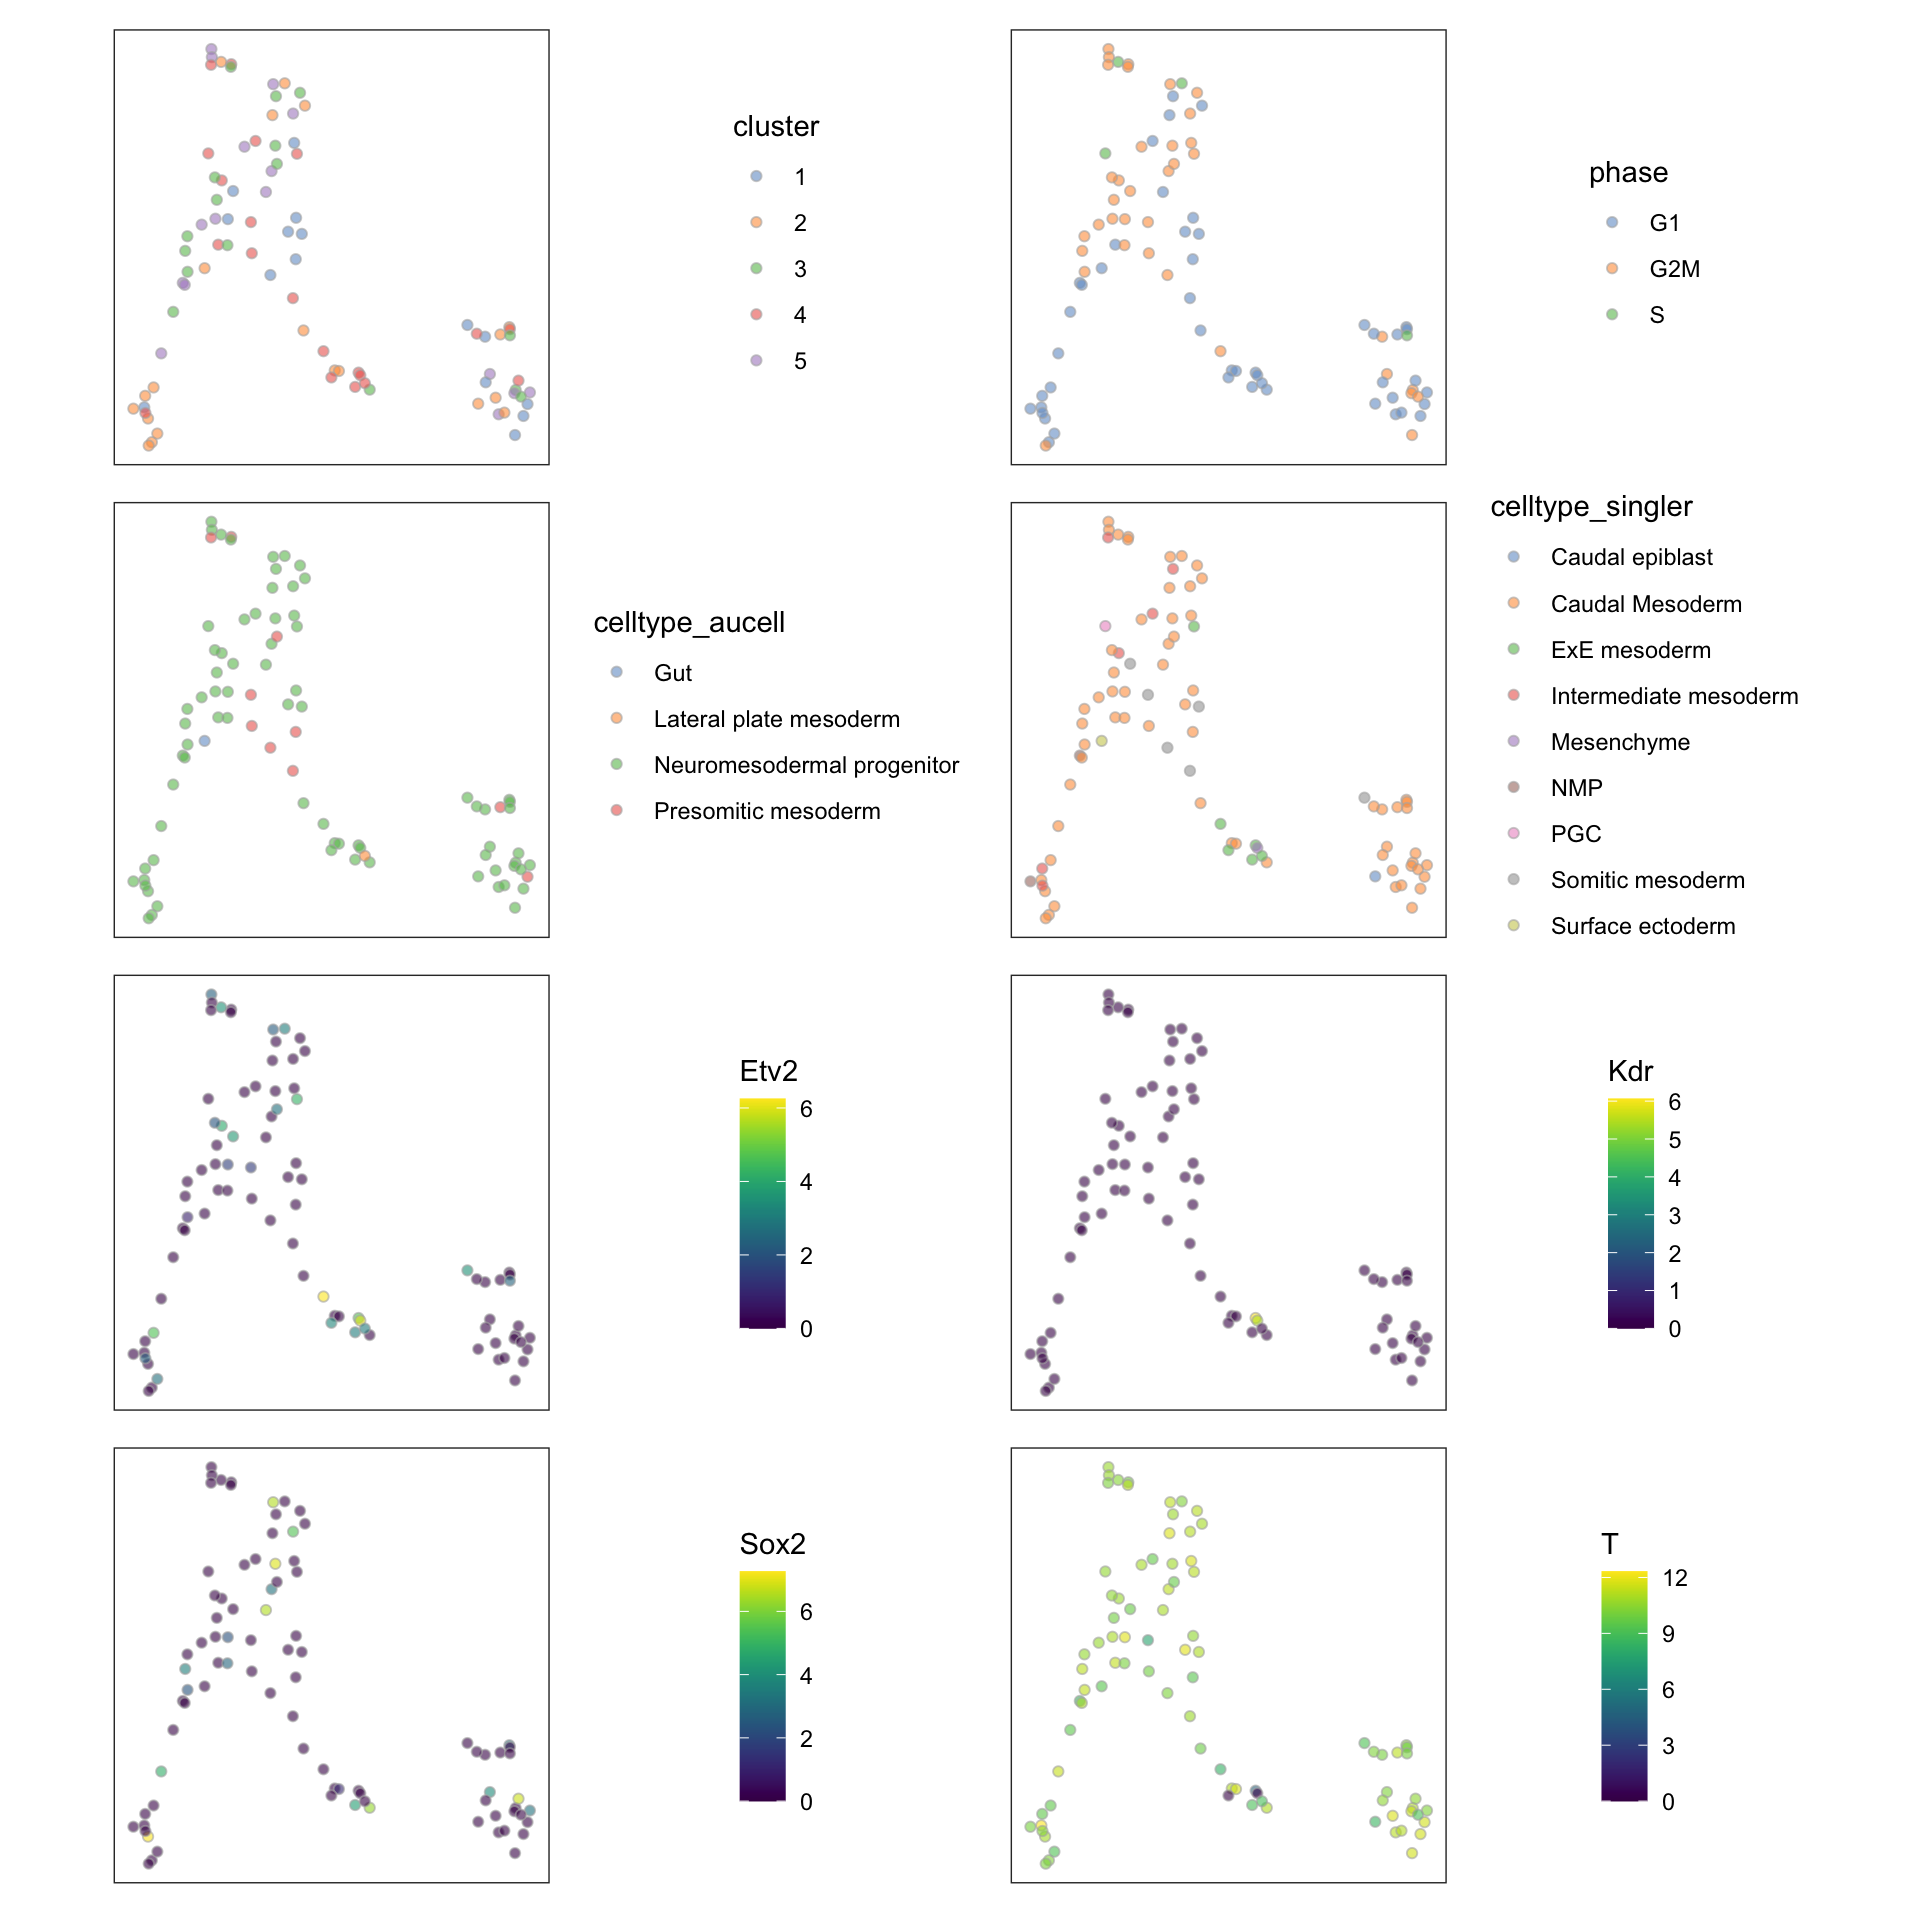 cluster
1
2
3
4
5
phase
G1
G2M
S
celltype_aucell
Gut
Lateral plate mesoderm
Neuromesodermal progenitor
Presomitic mesoderm
celltype_singler
Caudal epiblast
Caudal Mesoderm
ExE mesoderm
Intermediate mesoderm
Mesenchyme
NMP
PGC
Somitic mesoderm
Surface ectoderm
Etv2
6
4
2
0
Kdr
6
5
4
3
2
1
0
Sox2
6
4
2
0
T
12
9
6
3
0